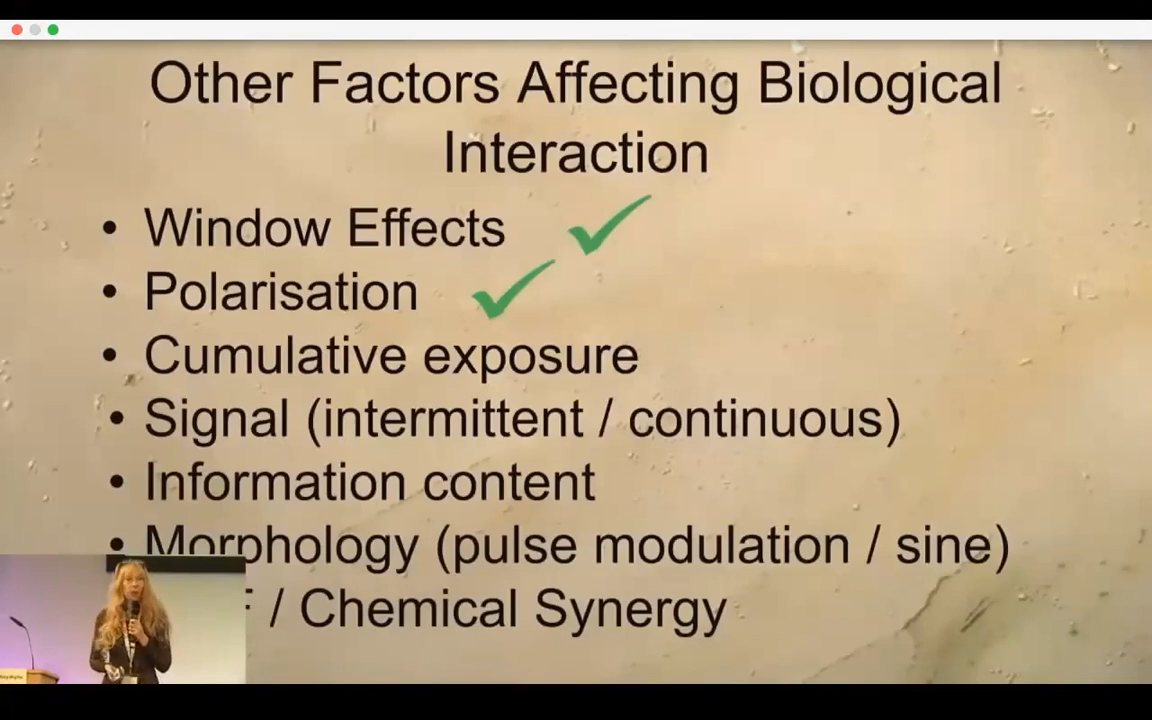 Other Factors Affecting Biological
Interaction
• Window Effects
• Polarisation
• Cumulative exposure
• Signal (intermittent / continuous)
• Information content
• Morphology (pulse modulation / sine)
/ Chemical Synergy